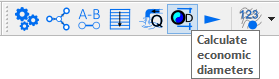 A-B
Q
D
123
Calculate
economic
diameters